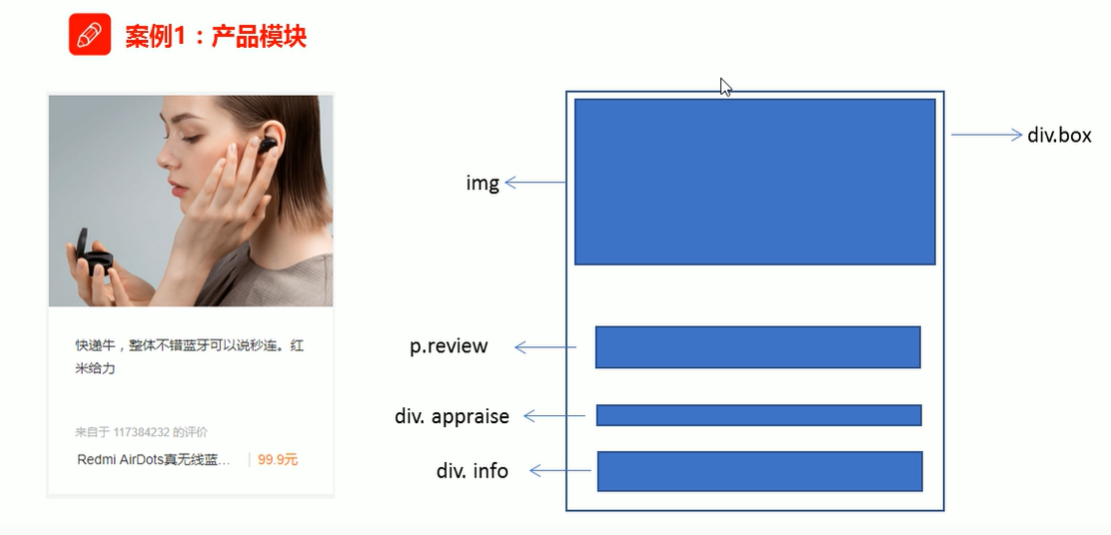 案例1：产品模块
快递牛，整体不错蓝牙可以说秒连。红
米给力
来自于 117384232 的评价
Redmi AirDots真无线蓝... 99.9元
div.box
img
p.review
div. appraise
div. info